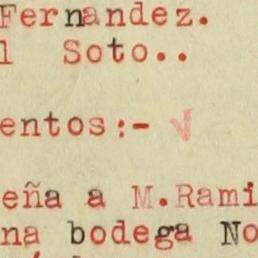 Fernandez.
l Soto..
entos:- √
eña a M.Rami
na bodega No